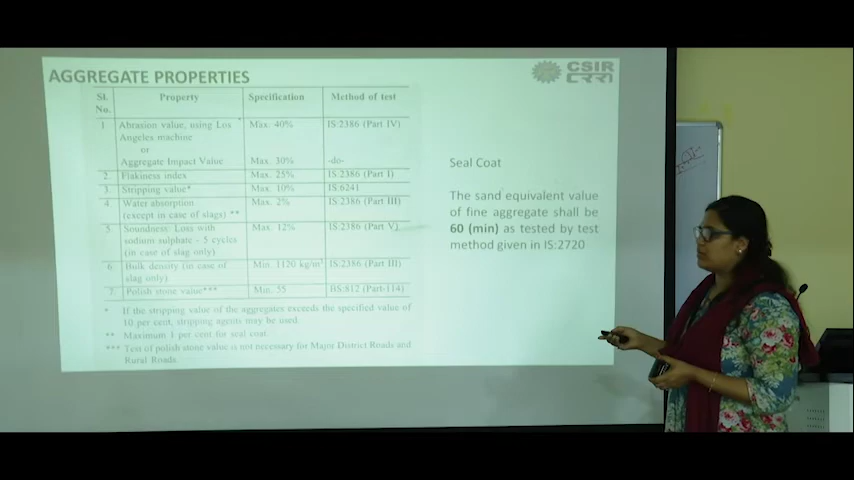 AGGREGATE PROPERTIES
CSIR
Sl. No. Property Specification Method of test
1 Abrasion value, using Los Angeles machine Max. 40% IS:2386 (Part IV)
or
Aggregate Impact Value Max. 30% -do-
2. Flakiness index Max. 25% IS:2386 (Part I)
3. Stripping value* Max. 10% IS:6241
4. Water absorption Max. 2% IS:2386 (Part III)
(except in case of slags) **
5. Soundness: Loss with Max. 12% IS:2386 (Part V)
sodium sulphate - 5 cycles
(in case of slag only)
6. Bulk density (in case of Min. 1120 kg/m³ IS:2386 (Part III)
slag only)
7. Polish stone value*** Min. 55 BS:812 (Part-114)
* If the stripping value of the aggregates exceeds the specified value of
10 per cent, stripping agents may be used.
** Maximum 1 per cent for seal coat.
*** Test of polish stone value is not necessary for Major District Roads and
Rural Roads.
Seal Coat
The sand equivalent value
of fine aggregate shall be
60 (min) as tested by test
method given in IS:2720